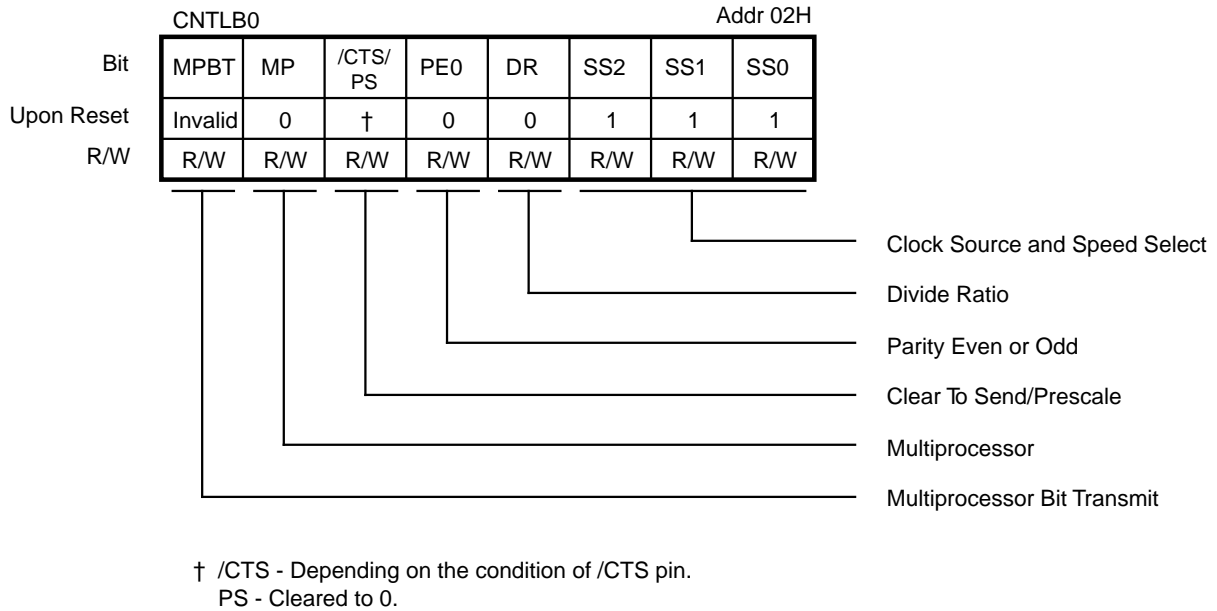 CNTLB0 Addr 02H
Bit MPBT MP /CTS/ PS PE0 DR SS2 SS1 SS0
Upon Reset Invalid 0 † 0 0 1 1 1
R/W R/W R/W R/W R/W R/W R/W R/W R/W
Clock Source and Speed Select
Divide Ratio
Parity Even or Odd
Clear To Send/Prescale
Multiprocessor
Multiprocessor Bit Transmit
† /CTS - Depending on the condition of /CTS pin.
PS - Cleared to 0.